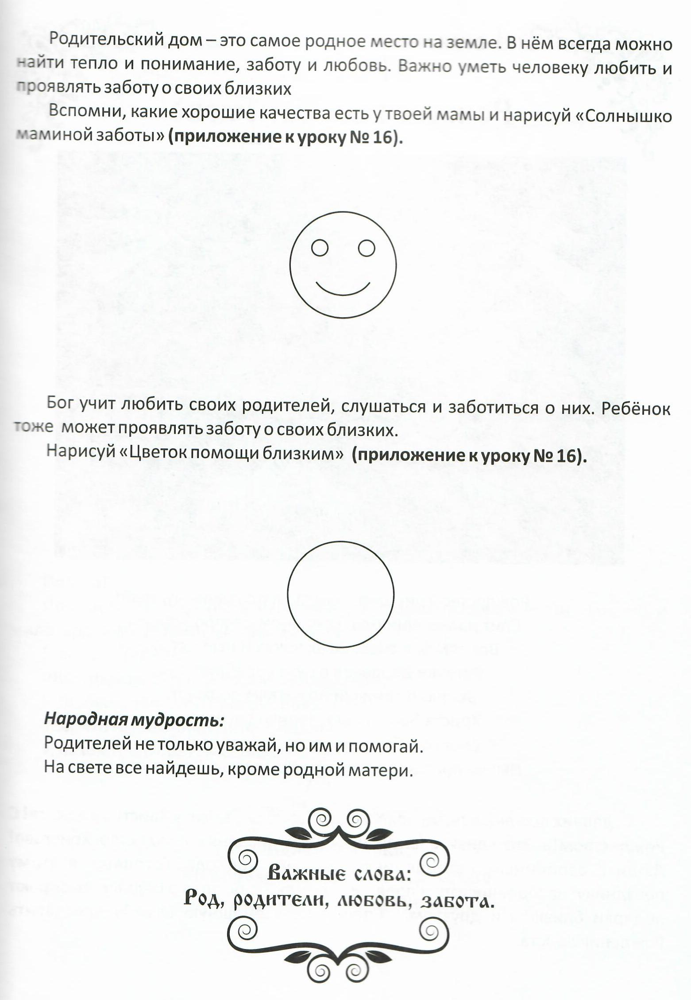 Родительский дом – это самое родное место на земле. В нём всегда можно
найти тепло и понимание, заботу и любовь. Важно уметь человеку любить и
проявлять заботу о своих близких
Вспомни, какие хорошие качества есть у твоей мамы и нарисуй «Солнышко
маминой заботы» (приложение к уроку № 16).
Бог учит любить своих родителей, слушаться и заботиться о них. Ребёнок
тоже может проявлять заботу о своих близких.
Нарисуй «Цветок помощи близким» (приложение к уроку № 16).
Народная мудрость:
Родителей не только уважай, но им и помогай.
На свете все найдешь, кроме родной матери.
Важные слова:
Род, родители, любовь, забота.